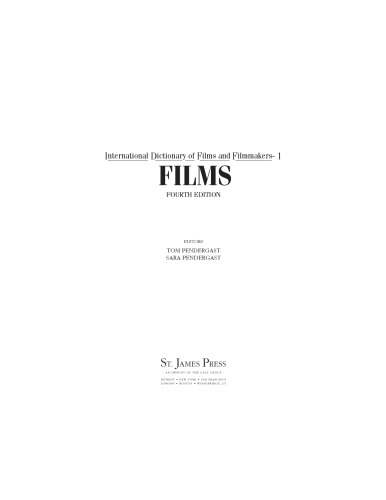 International Dictionary of Films and Filmmakers- 1
FILMS
FOURTH EDITION
EDITORS
TOM PENDERGAST
SARA PENDERGAST
ST. JAMES PRESS
AN IMPRINT OF THE GALE GROUP
DETROIT • NEW YORK • SAN FRANCISCO
LONDON • BOSTON • WOODBRIDGE, CT